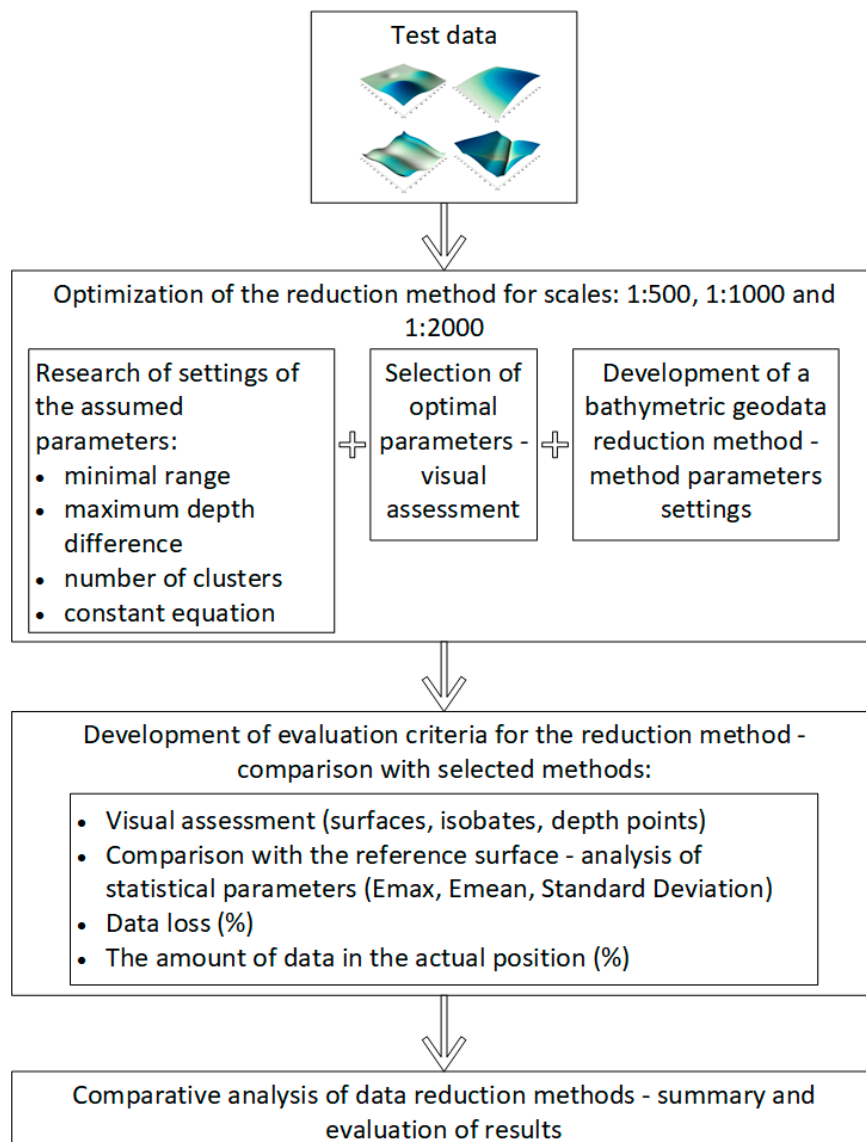 Test data
Optimization of the reduction method for scales: 1:500, 1:1000 and
1:2000
Research of settings of
the assumed
parameters:
• minimal range
• maximum depth
difference
• number of clusters
• constant equation
Selection of
optimal
parameters -
visual
assessment
Development of a
bathymetric geodata
reduction method -
method parameters
settings
Development of evaluation criteria for the reduction method -
comparison with selected methods:
• Visual assessment (surfaces, isobates, depth points)
• Comparison with the reference surface - analysis of
statistical parameters (Emax, Emean, Standard Deviation)
• Data loss (%)
• The amount of data in the actual position (%)
Comparative analysis of data reduction methods - summary and
evaluation of results